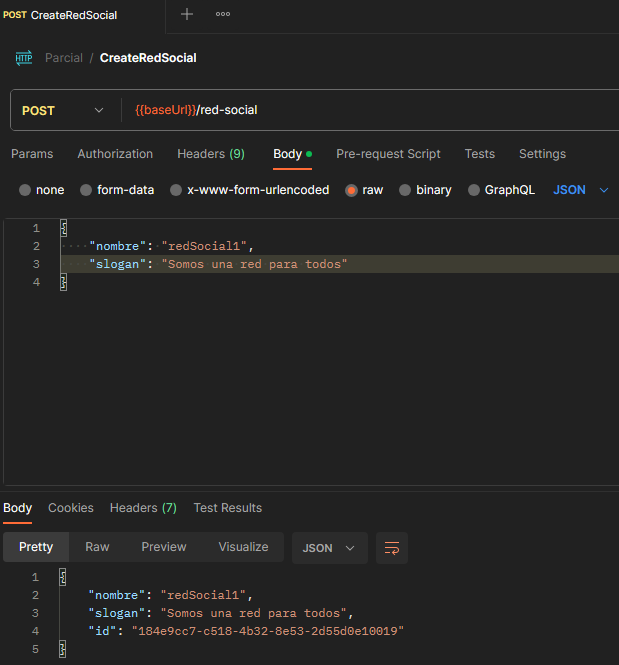 POST CreateRedSocial
HTTP Parcial / CreateRedSocial
POST {{baseUrl}}/red-social
Params Authorization Headers (9) Body Pre-request Script Tests Settings
none form-data x-www-form-urlencoded raw binary GraphQL JSON
1 {
2 "nombre": "redSocial1",
3 "slogan": "Somos una red para todos"
4 }
Body Cookies Headers (7) Test Results
Pretty Raw Preview Visualize JSON
1 {
2 "nombre": "redSocial1",
3 "slogan": "Somos una red para todos",
4 "id": "184e9cc7-c518-4b32-8e53-2d55d0e10019"
5 }